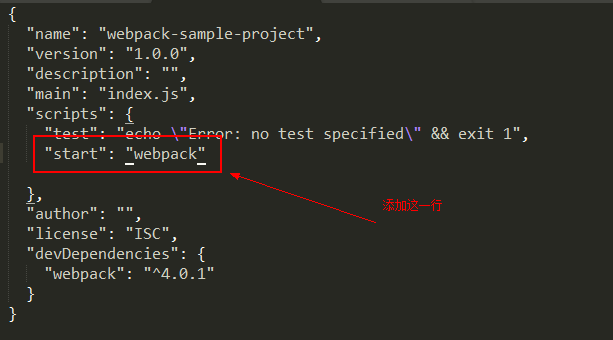 {
"name": "webpack-sample-project",
"version": "1.0.0",
"description": "",
"main": "index.js",
"scripts": {
"test": "echo \"Error: no test specified\" && exit 1",
"start": "webpack"
添加这一行
},
"author": "",
"license": "ISC",
"devDependencies": {
"webpack": "^4.0.1"
}
}